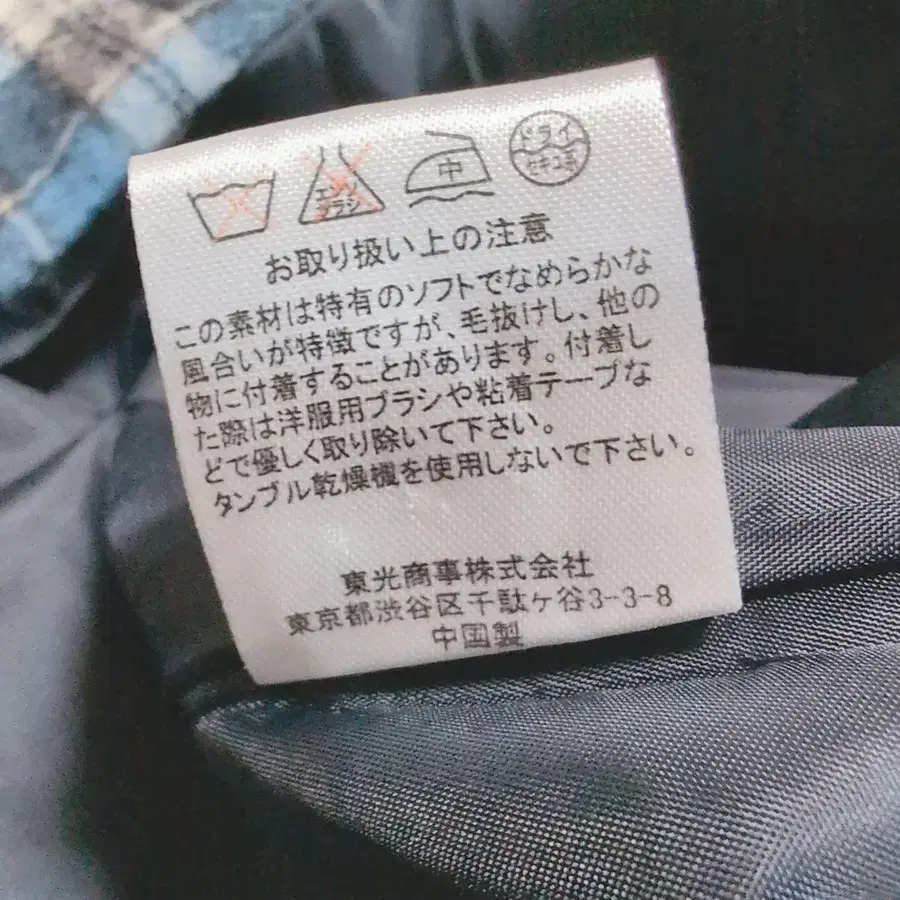 エンソ
ブラシ
中
ドライ
セキユ系
お取り扱い上の注意
この素材は特有のソフトでなめらかな
風合いが特徴ですが、毛抜けし、他の
物に付着することがあります。付着し
た際は洋服用ブラシや粘着テープな
どで優しく取り除いて下さい。
タンブル乾燥機を使用しないで下さい。
東光商事株式会社
東京都渋谷区千駄ヶ谷3-3-8
中国製